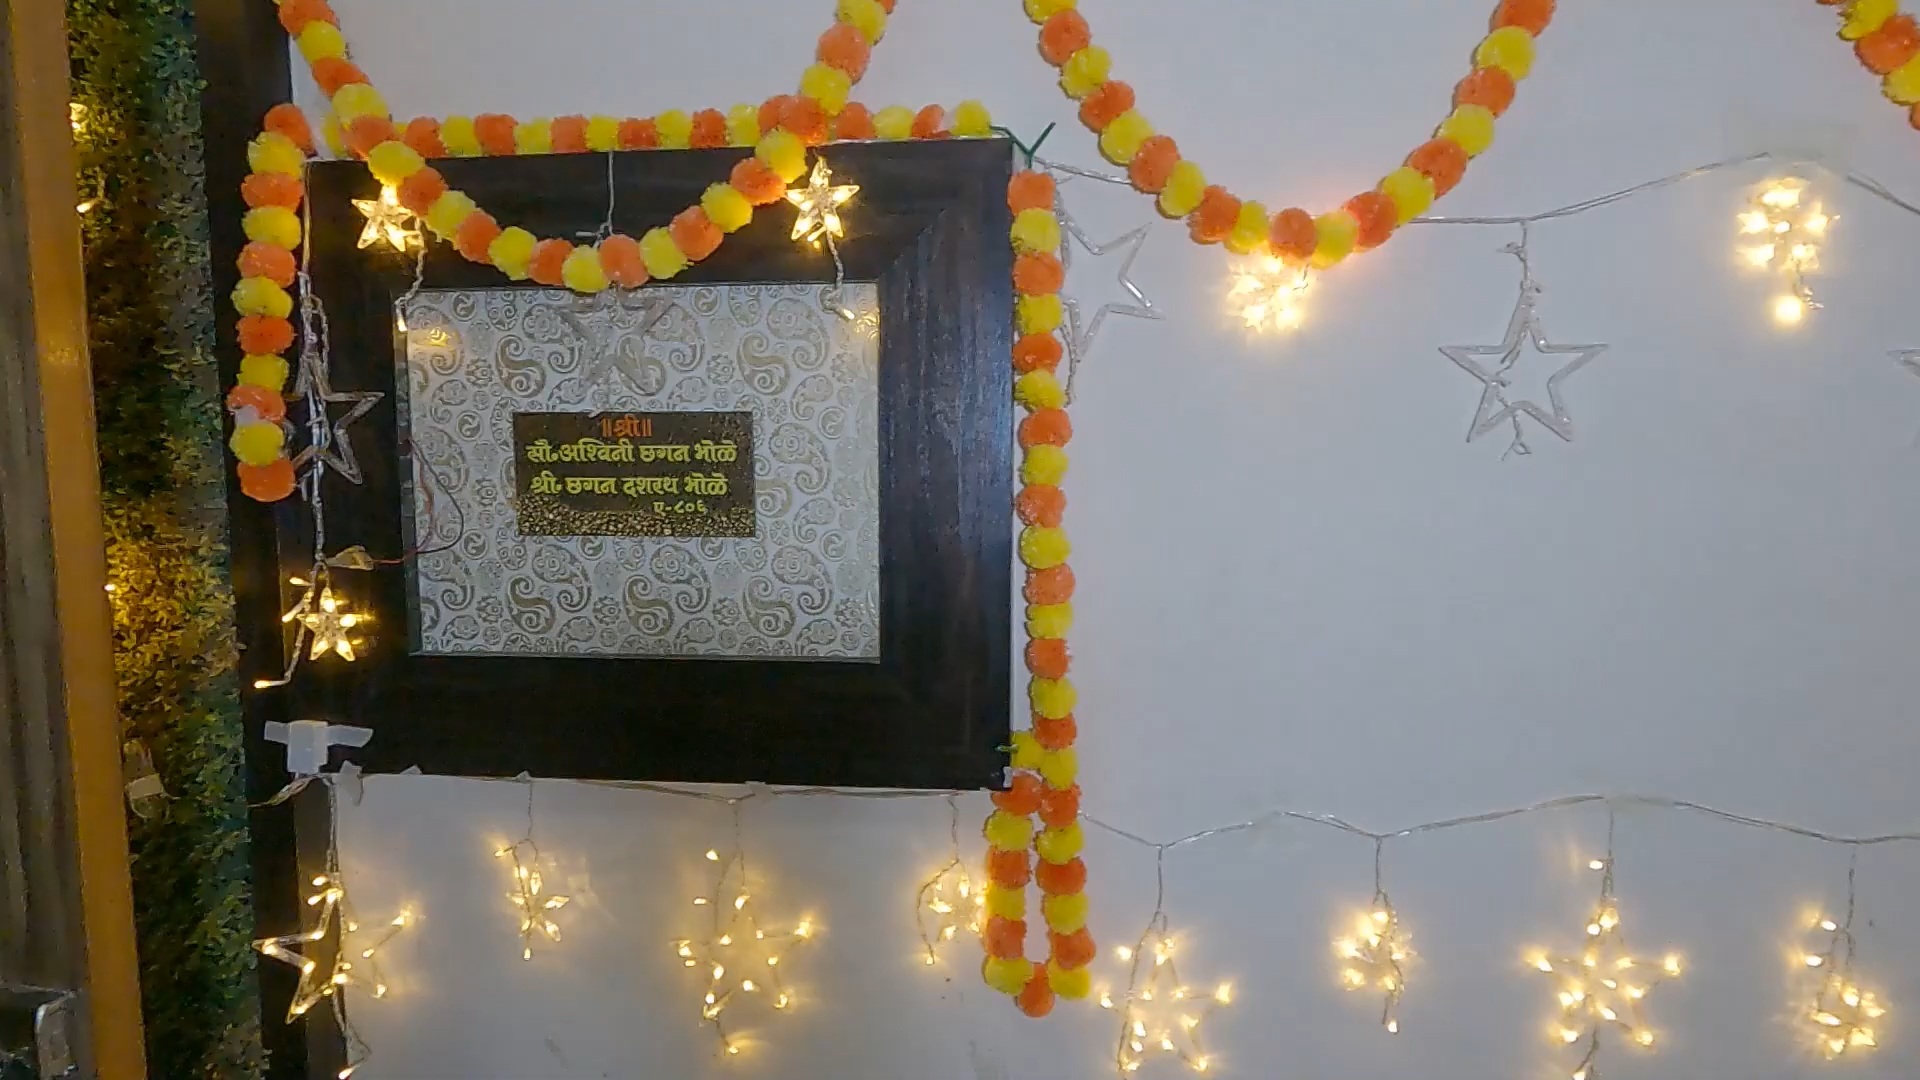 ॥श्री॥
सौ. अश्विनी छगन भोळे
श्री. छगन दशरथ भोळे
ए-८०६